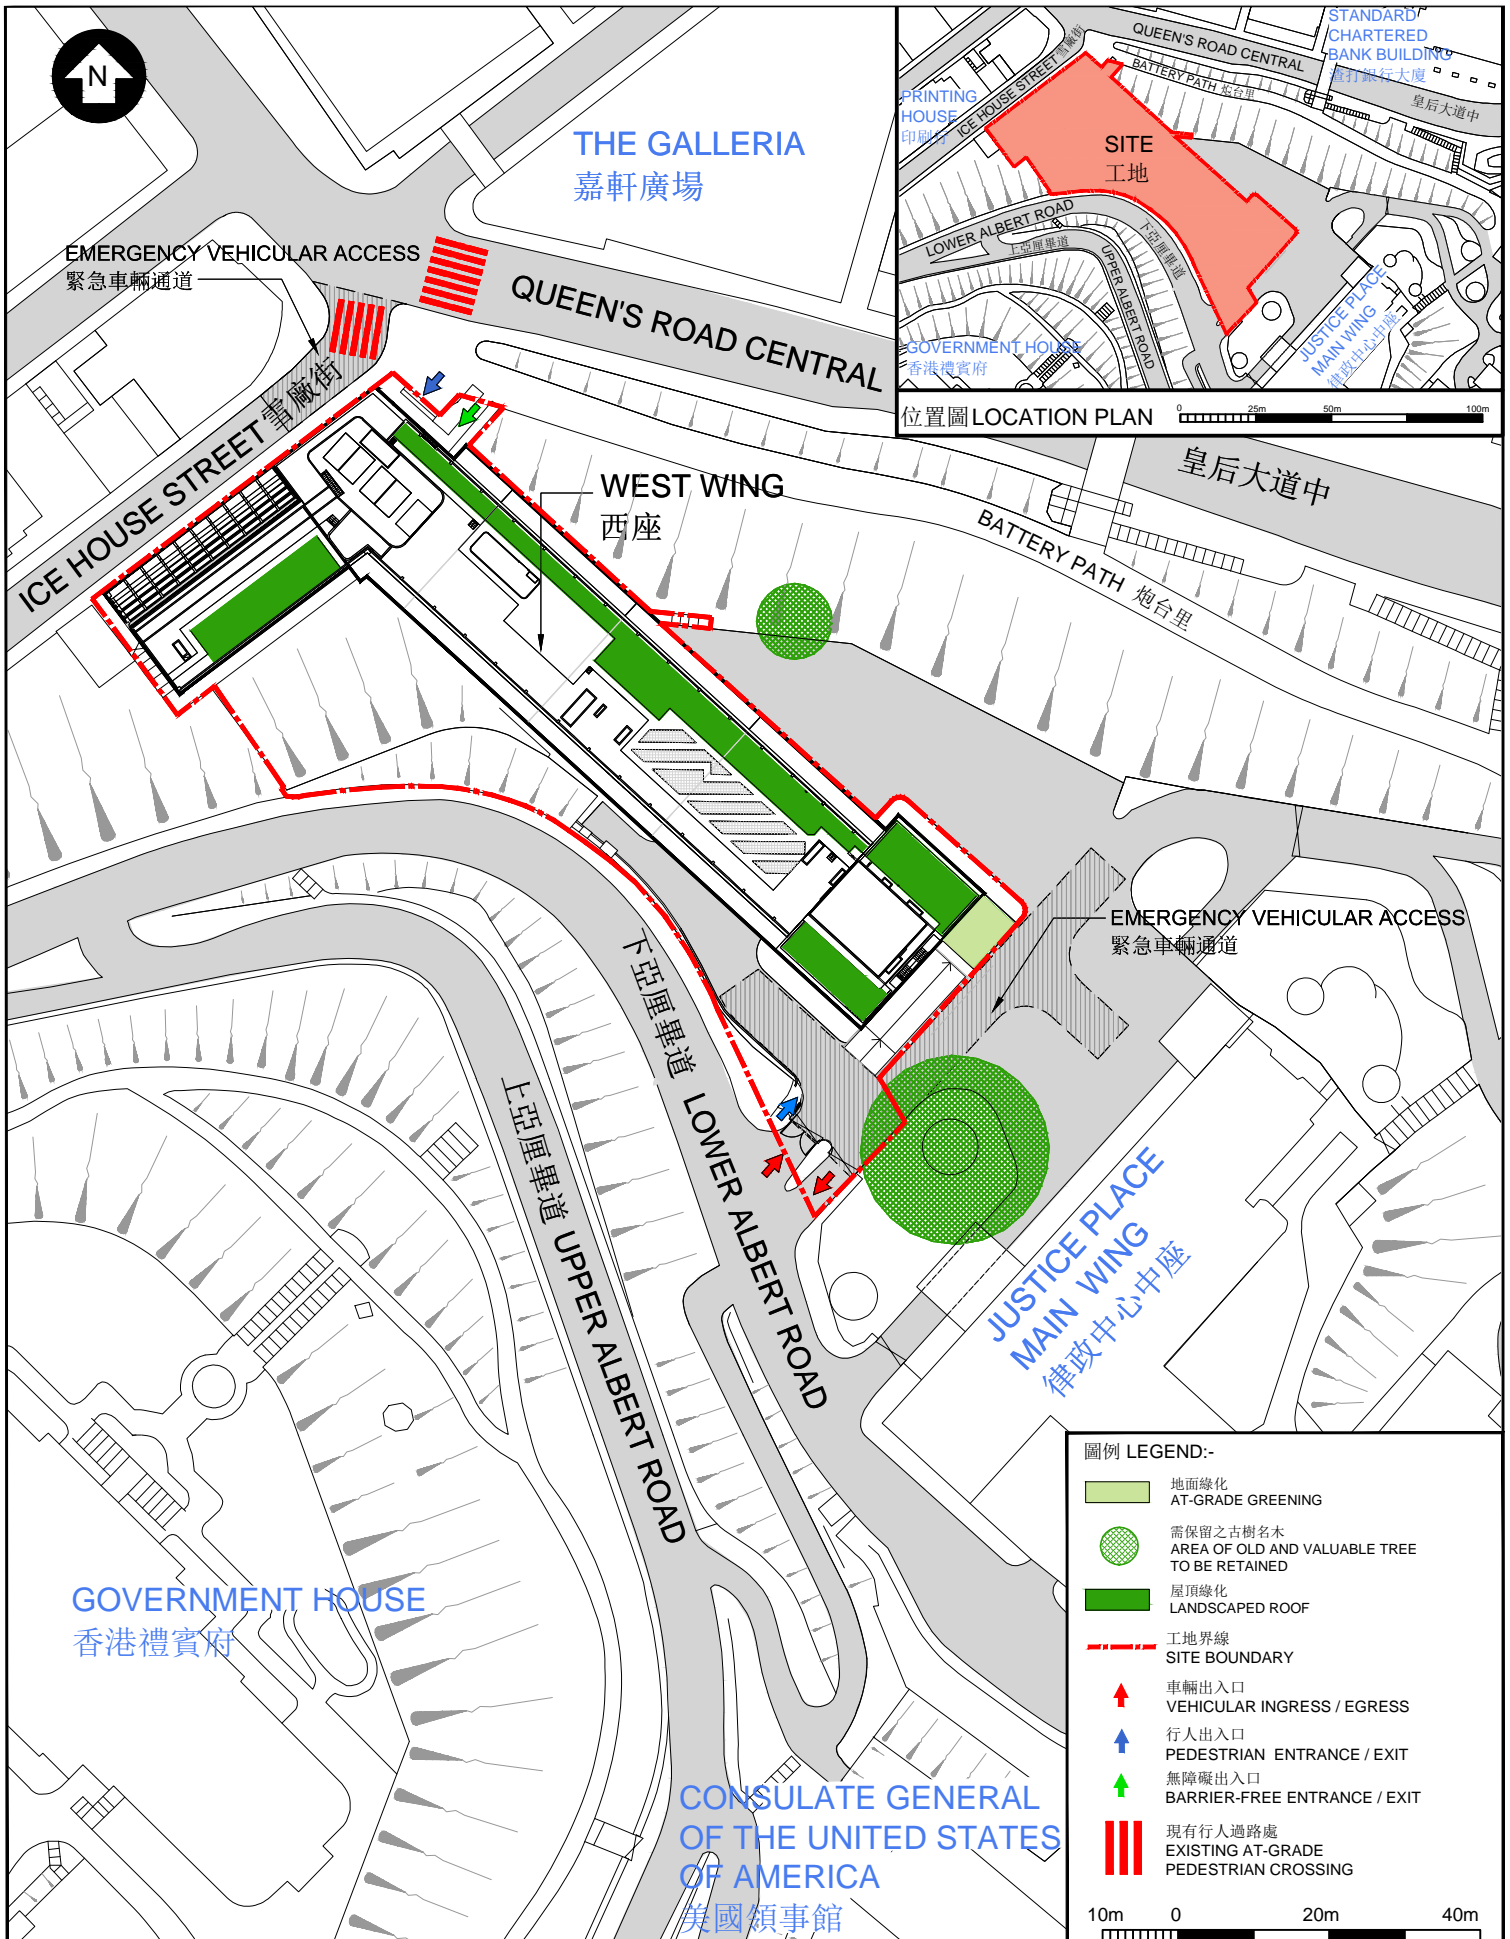 N
THE GALLERIA
嘉軒廣場
EMERGENCY VEHICULAR ACCESS
緊急車輛通道
QUEEN'S ROAD CENTRAL
皇后大道中
ICE HOUSE STREET 雪廠街
WEST WING
西座
BATTERY PATH 炮台里
EMERGENCY VEHICULAR ACCESS
緊急車輛通道
下亞厘畢道 LOWER ALBERT ROAD
上亞厘畢道 UPPER ALBERT ROAD
JUSTICE PLACE
MAIN WING
律政中心中座
GOVERNMENT HOUSE
香港禮賓府
CONSULATE GENERAL
OF THE UNITED STATES
OF AMERICA
美國領事館
STANDARD
CHARTERED
BANK BUILDING
渣打銀行大廈
QUEEN'S ROAD CENTRAL
皇后大道中
BATTERY PATH 炮台里
ICE HOUSE STREET 雪廠街
PRINTING
HOUSE
印刷行
SITE
工地
LOWER ALBERT ROAD
下亞厘畢道
上亞厘畢道
UPPER ALBERT ROAD
JUSTICE PLACE
MAIN WING
律政中心中座
GOVERNMENT HOUSE
香港禮賓府
位置圖 LOCATION PLAN
0 25m 50m 100m
圖例 LEGEND:-
地面綠化
AT-GRADE GREENING
需保留之古樹名木
AREA OF OLD AND VALUABLE TREE
TO BE RETAINED
屋頂綠化
LANDSCAPED ROOF
工地界線
SITE BOUNDARY
車輛出入口
VEHICULAR INGRESS / EGRESS
行人出入口
PEDESTRIAN ENTRANCE / EXIT
無障礙出入口
BARRIER-FREE ENTRANCE / EXIT
現有行人過路處
EXISTING AT-GRADE
PEDESTRIAN CROSSING
10m 0 20m 40m